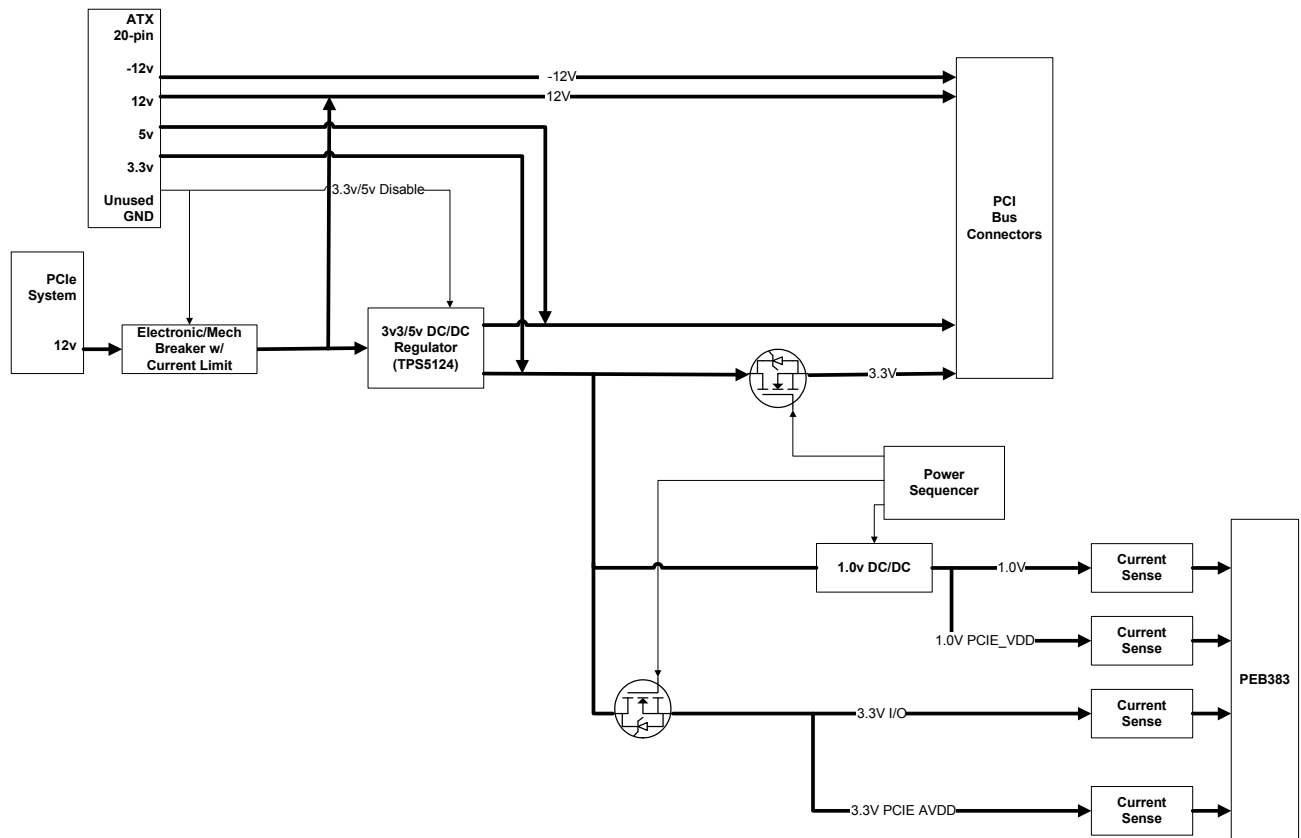 ATX
20-pin
-12v
12v
5v
3.3v
Unused
GND
-12V
12V
3.3v/5v Disable
PCI
Bus
Connectors
PCIe
System
12v
Electronic/Mech
Breaker w/
Current Limit
3v3/5v DC/DC
Regulator
(TPS5124)
3.3V
Power
Sequencer
1.0v DC/DC
1.0V
Current
Sense
1.0V PCIE_VDD
Current
Sense
PEB383
3.3V I/O
Current
Sense
3.3V PCIE AVDD
Current
Sense